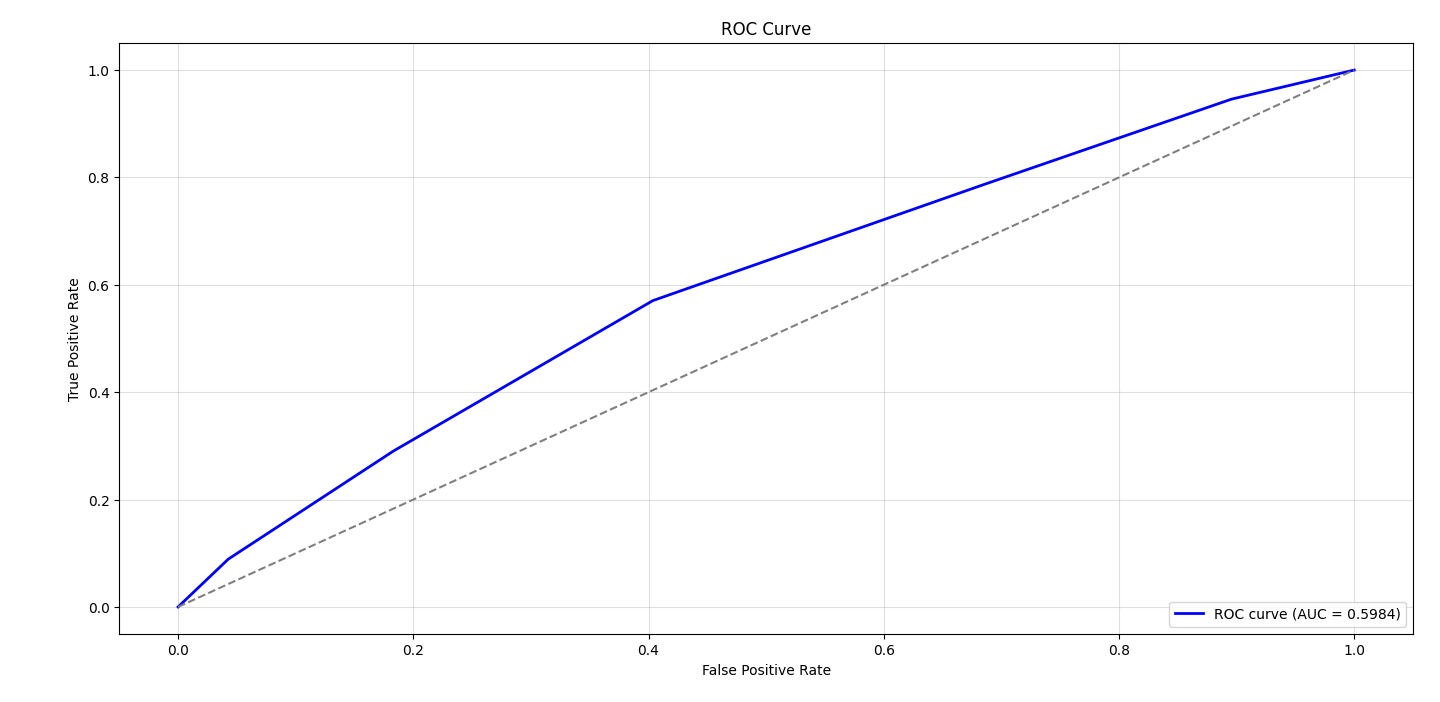 ROC Curve
True Positive Rate
1.0
0.8
0.6
0.4
0.2
0.0
ROC curve (AUC = 0.5984)
0.0 0.2 0.4 0.6 0.8 1.0
False Positive Rate